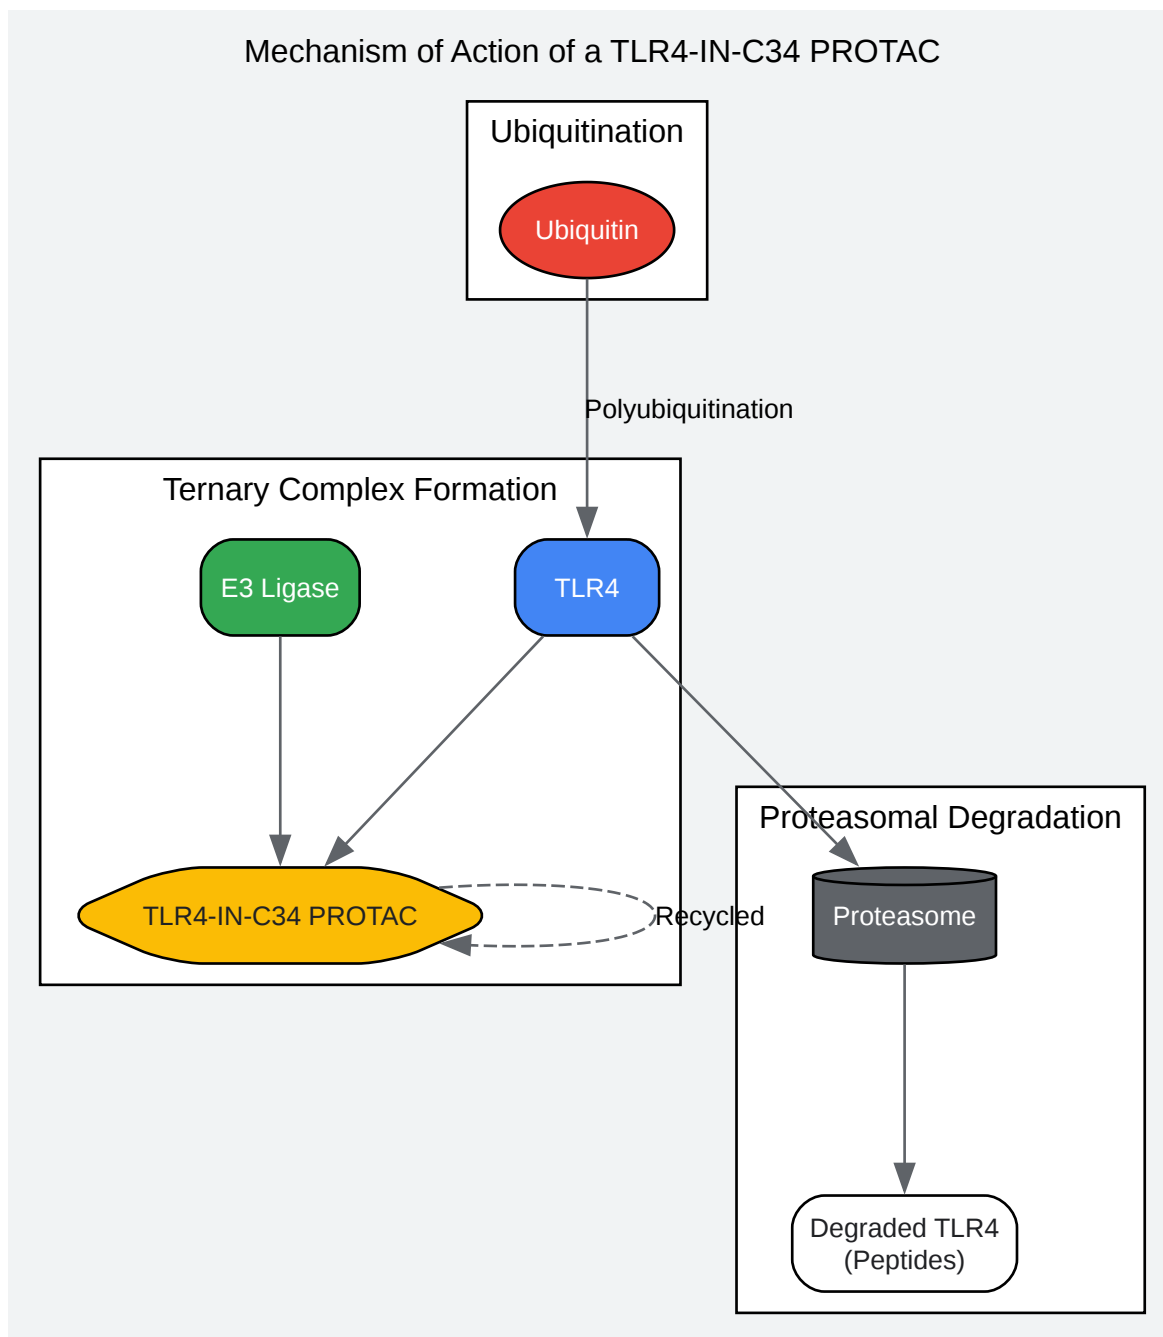 Mechanism of Action of a TLR4-IN-C34 PROTAC
Ubiquitination
Ubiquitin
Polyubiquitination
Ternary Complex Formation
E3 Ligase
TLR4
Proteasomal Degradation
TLR4-IN-C34 PROTAC
Recycled
Proteasome
Degraded TLR4
(Peptides)